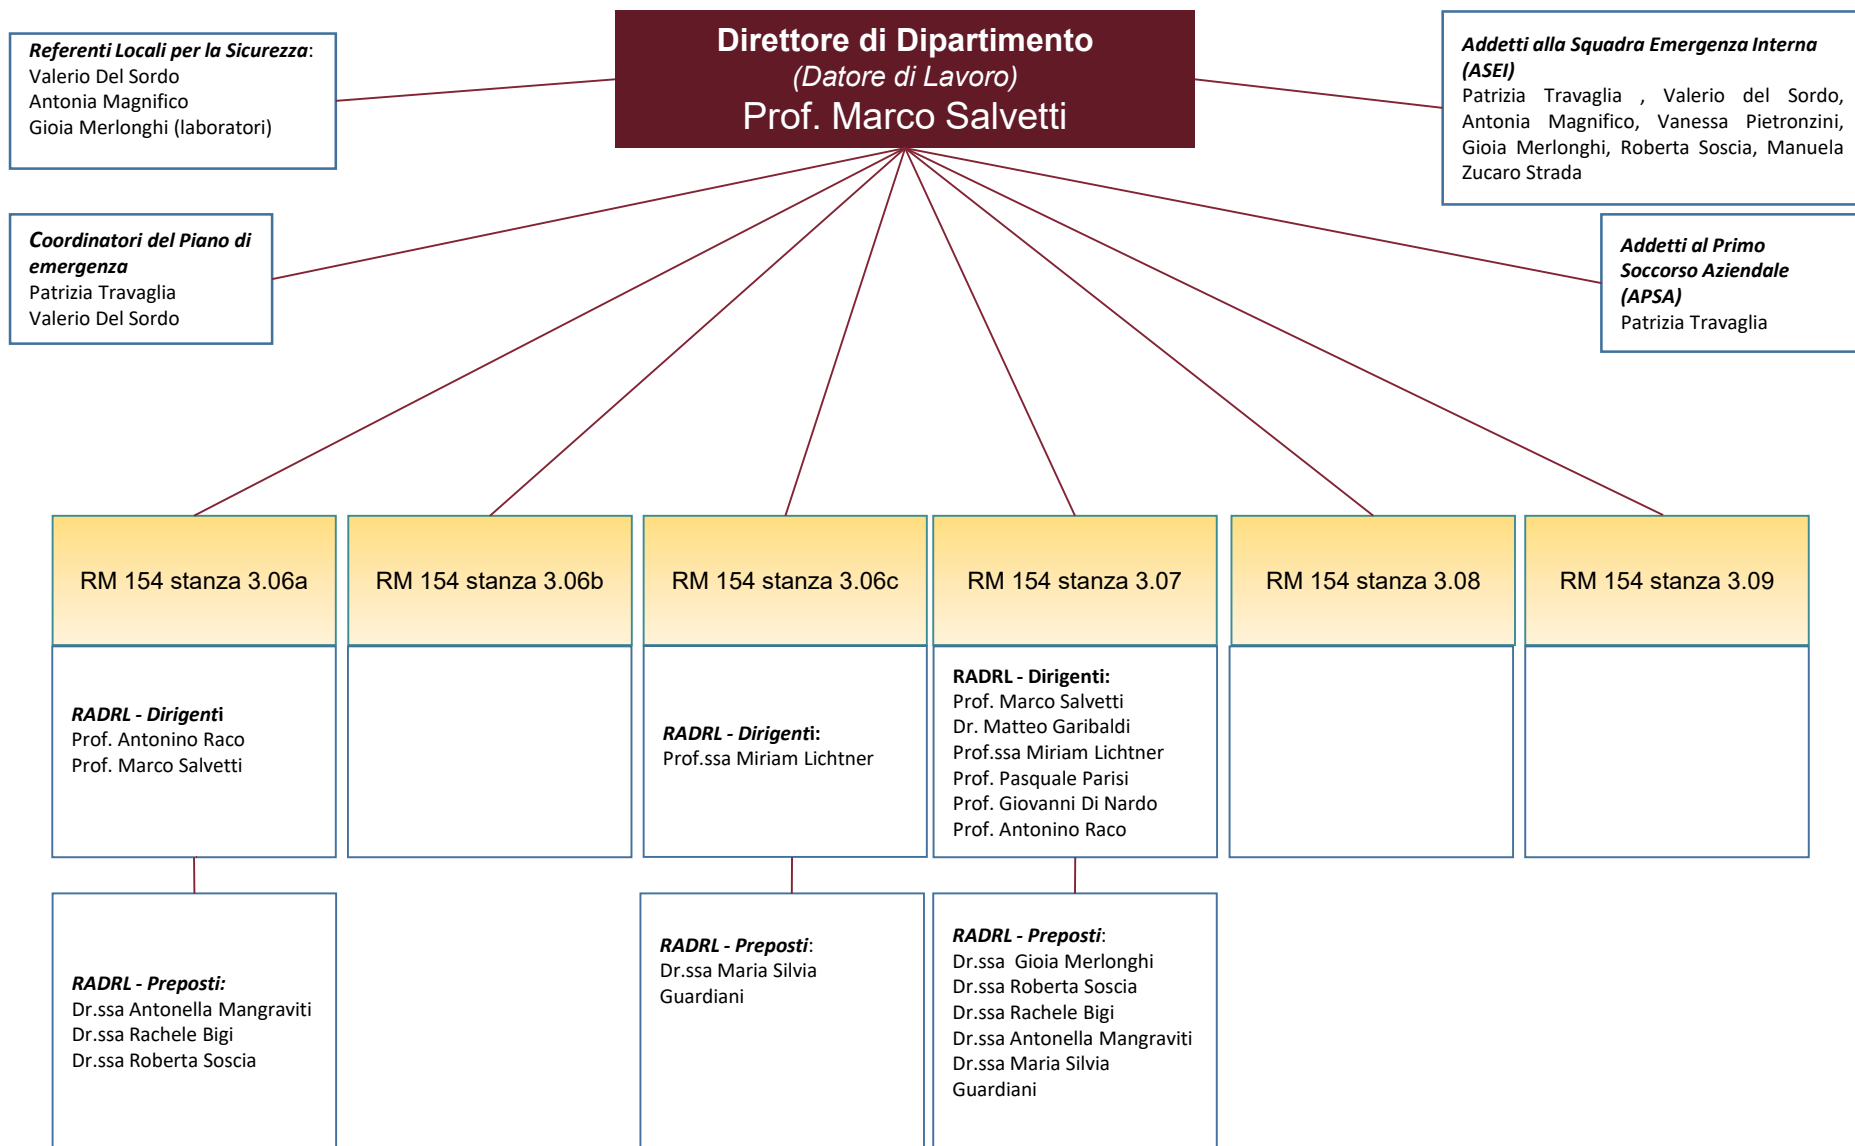 Direttore di Dipartimento
(Datore di Lavoro)
Prof. Marco Salvetti
Referenti Locali per la Sicurezza:
Valerio Del Sordo
Antonia Magnifico
Gioia Merlonghi (laboratori)
Addetti alla Squadra Emergenza Interna
(ASEI)
Patrizia Travaglia , Valerio del Sordo,
Antonia Magnifico, Vanessa Pietronzini,
Gioia Merlonghi, Roberta Soscia, Manuela
Zucaro Strada
Coordinatori del Piano di
emergenza
Patrizia Travaglia
Valerio Del Sordo
Addetti al Primo
Soccorso Aziendale
(APSA)
Patrizia Travaglia
RM 154 stanza 3.06a
RM 154 stanza 3.06b
RM 154 stanza 3.06c
RM 154 stanza 3.07
RM 154 stanza 3.08
RM 154 stanza 3.09
RADRL - Dirigenti
Prof. Antonino Raco
Prof. Marco Salvetti
RADRL - Dirigenti:
Prof.ssa Miriam Lichtner
RADRL - Dirigenti:
Prof. Marco Salvetti
Dr. Matteo Garibaldi
Prof.ssa Miriam Lichtner
Prof. Pasquale Parisi
Prof. Giovanni Di Nardo
Prof. Antonino Raco
RADRL - Preposti:
Dr.ssa Antonella Mangraviti
Dr.ssa Rachele Bigi
Dr.ssa Roberta Soscia
RADRL - Preposti:
Dr.ssa Maria Silvia
Guardiani
RADRL - Preposti:
Dr.ssa Gioia Merlonghi
Dr.ssa Roberta Soscia
Dr.ssa Rachele Bigi
Dr.ssa Antonella Mangraviti
Dr.ssa Maria Silvia
Guardiani